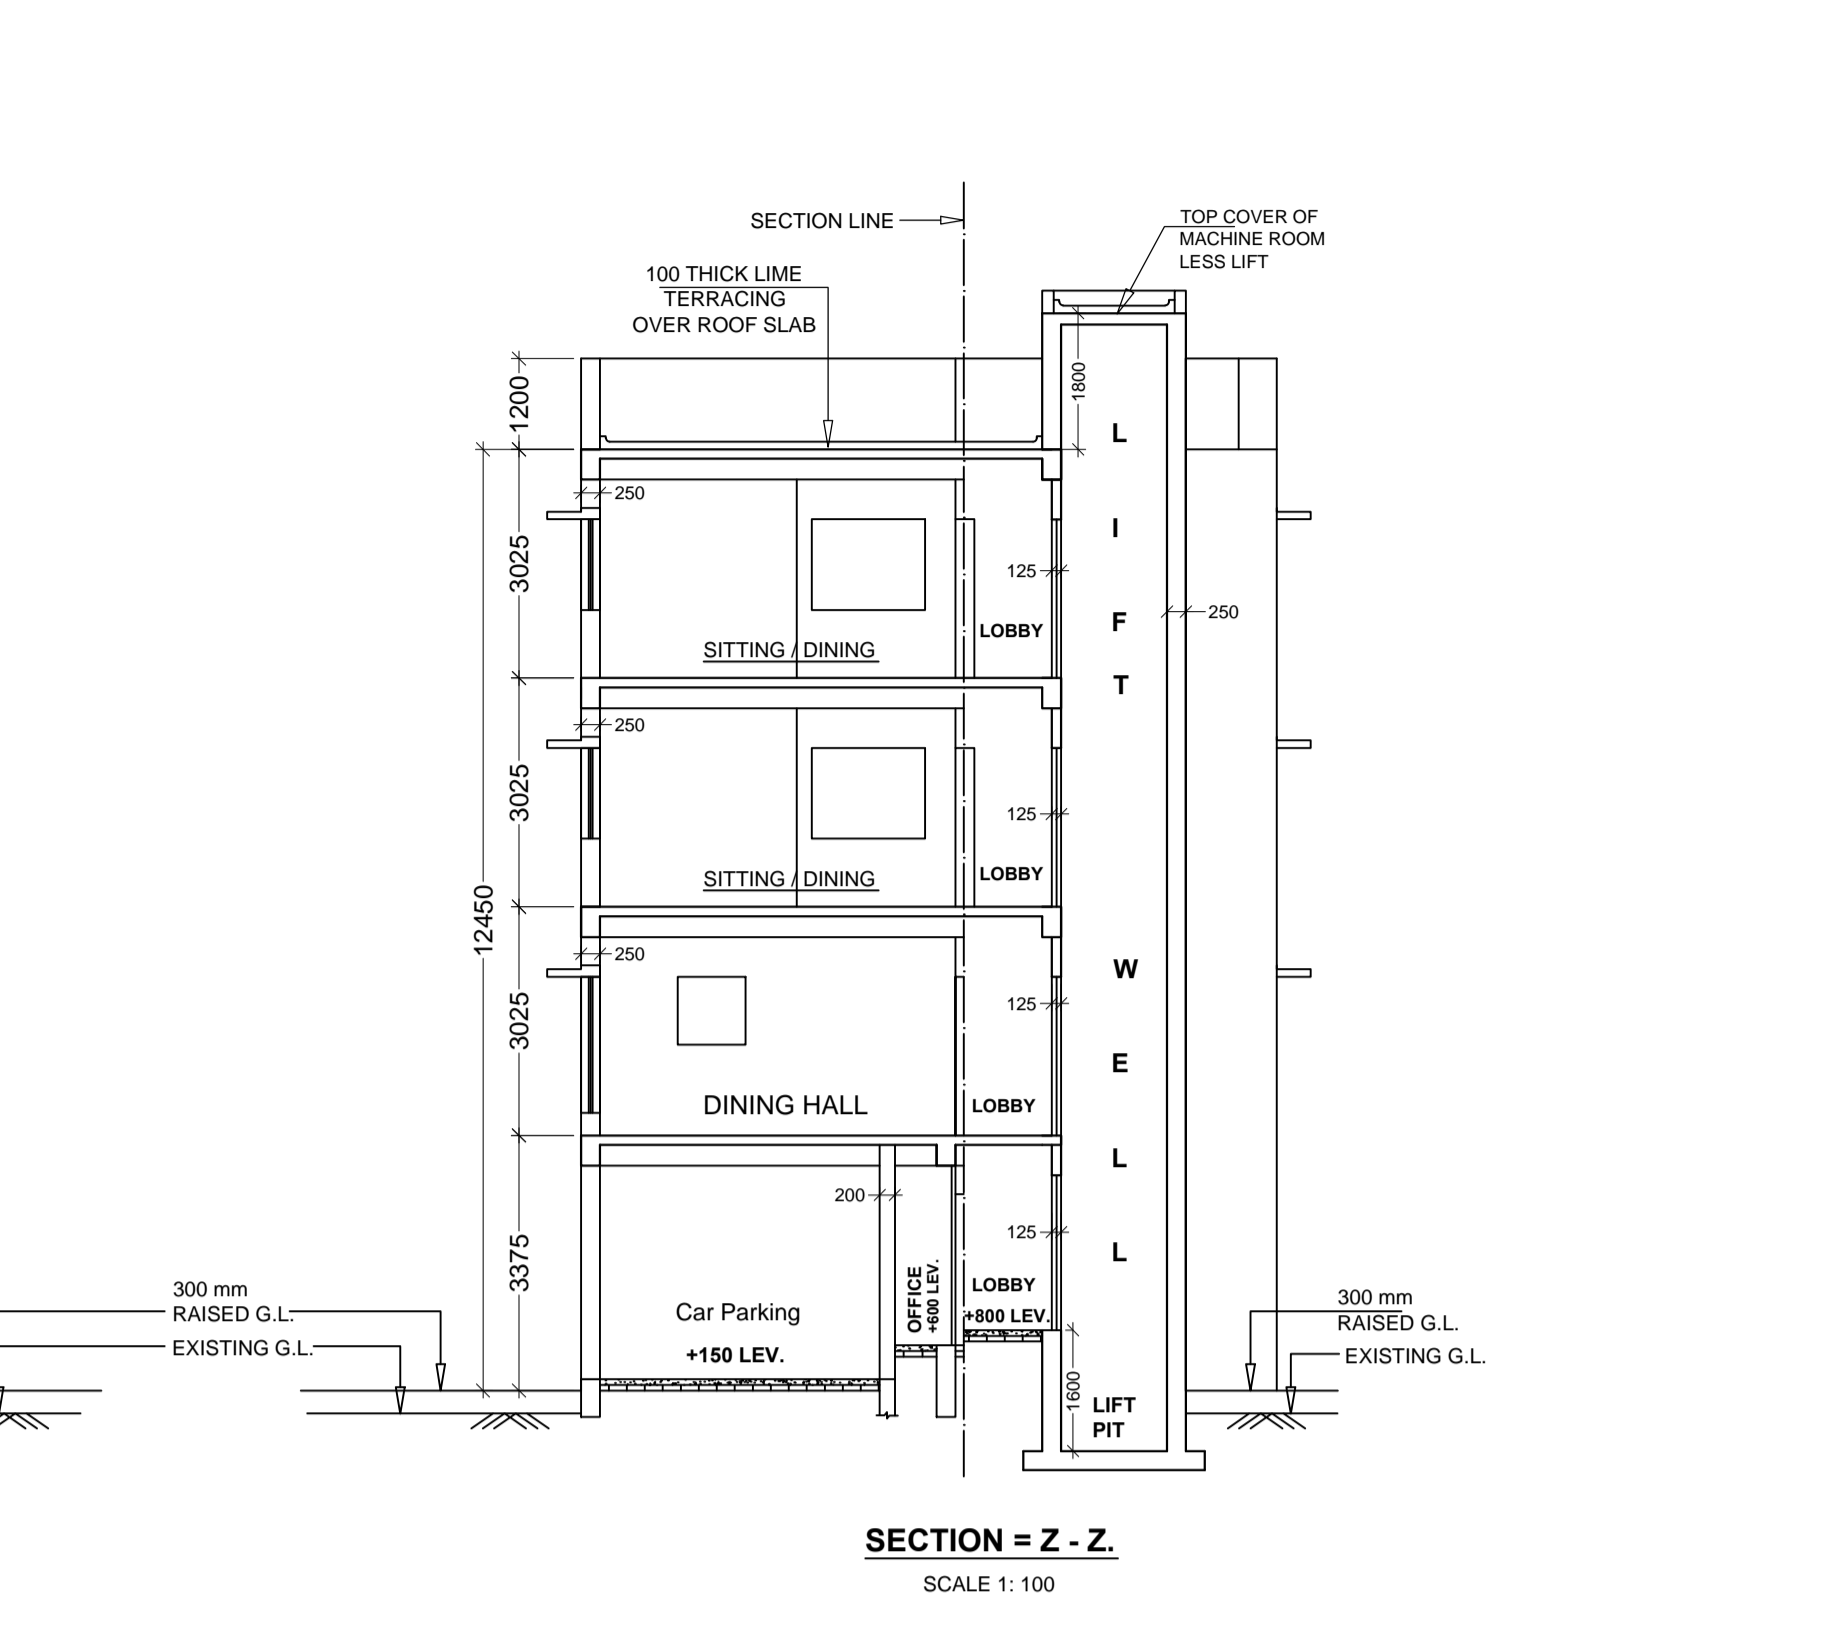 SECTION LINE
TOP COVER OF
MACHINE ROOM
LESS LIFT
100 THICK LIME
TERRACING
OVER ROOF SLAB
1200
1800
L
I
F
T
250
3025
125
250
SITTING / DINING
LOBBY
250
3025
125
SITTING / DINING
LOBBY
12450
250
W
3025
125
E
DINING HALL
LOBBY
L
200
125
L
3375
OFFICE
+600 LEV.
LOBBY
+800 LEV.
Car Parking
+150 LEV.
300 mm
RAISED G.L.
EXISTING G.L.
300 mm
RAISED G.L.
EXISTING G.L.
1600
LIFT
PIT
SECTION = Z - Z.
SCALE 1: 100